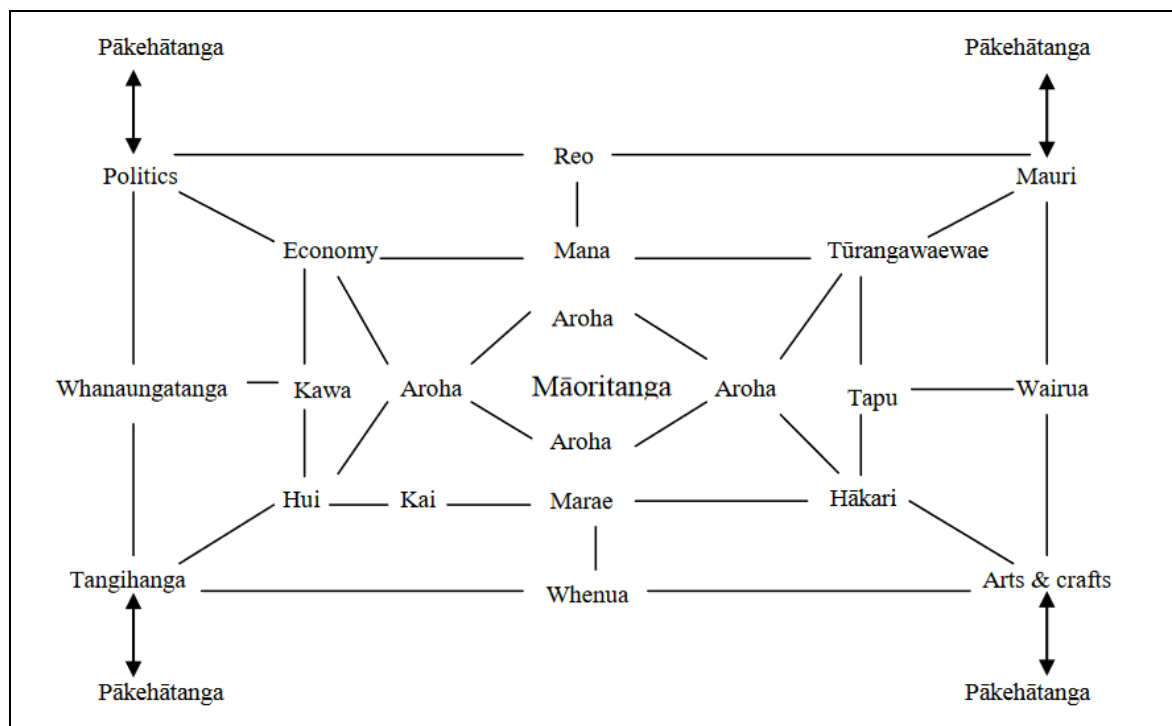 Pākehātanga
Pākehātanga
Reo
Politics
Mauri
Economy
Mana
Tūrangawaewae
Aroha
Whanaungatanga
Kawa
Aroha
Māoritanga
Aroha
Tapu
Wairua
Aroha
Hui
Kai
Marae
Hākari
Tangihanga
Whenua
Arts & crafts
Pākehātanga
Pākehātanga